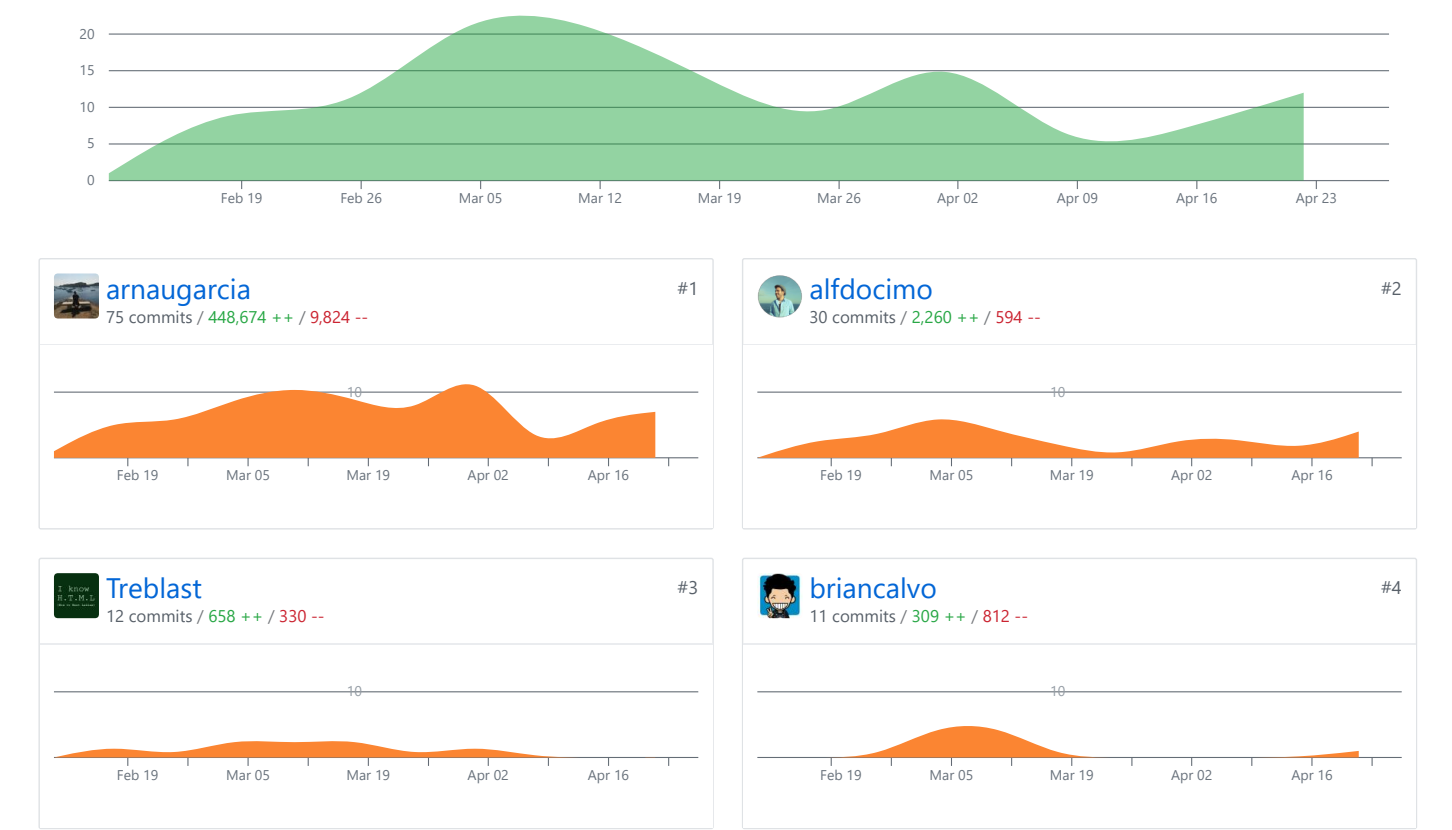 20
15
10
5
0
Feb 19 Feb 26 Mar 05 Mar 12 Mar 19 Mar 26 Apr 02 Apr 09 Apr 16 Apr 23
arnaugarcia #1
75 commits / 448,674 ++ / 9,824 --
10
Feb 19 Mar 05 Mar 19 Apr 02 Apr 16
alfdocimo #2
30 commits / 2,260 ++ / 594 --
10
Feb 19 Mar 05 Mar 19 Apr 02 Apr 16
I know
H.T.M.L
Treblast #3
12 commits / 658 ++ / 330 --
10
Feb 19 Mar 05 Mar 19 Apr 02 Apr 16
briancalvo #4
11 commits / 309 ++ / 812 --
10
Feb 19 Mar 05 Mar 19 Apr 02 Apr 16